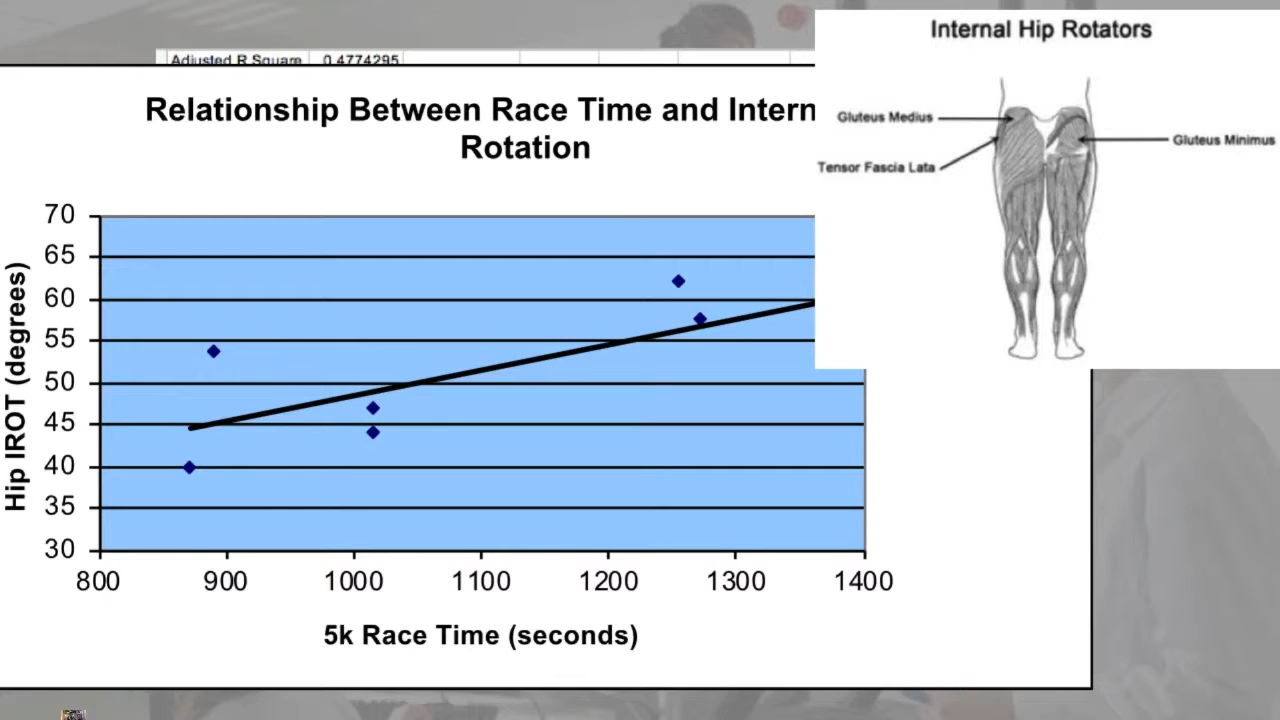 Adjusted R Square 0.4774295
Relationship Between Race Time and Intern
Rotation
Internal Hip Rotators
Gluteus Medius
Gluteus Minimus
Tensor Fascia Lata
70
65
60
55
50
45
40
35
30
Hip IROT (degrees)
800 900 1000 1100 1200 1300 1400
5k Race Time (seconds)